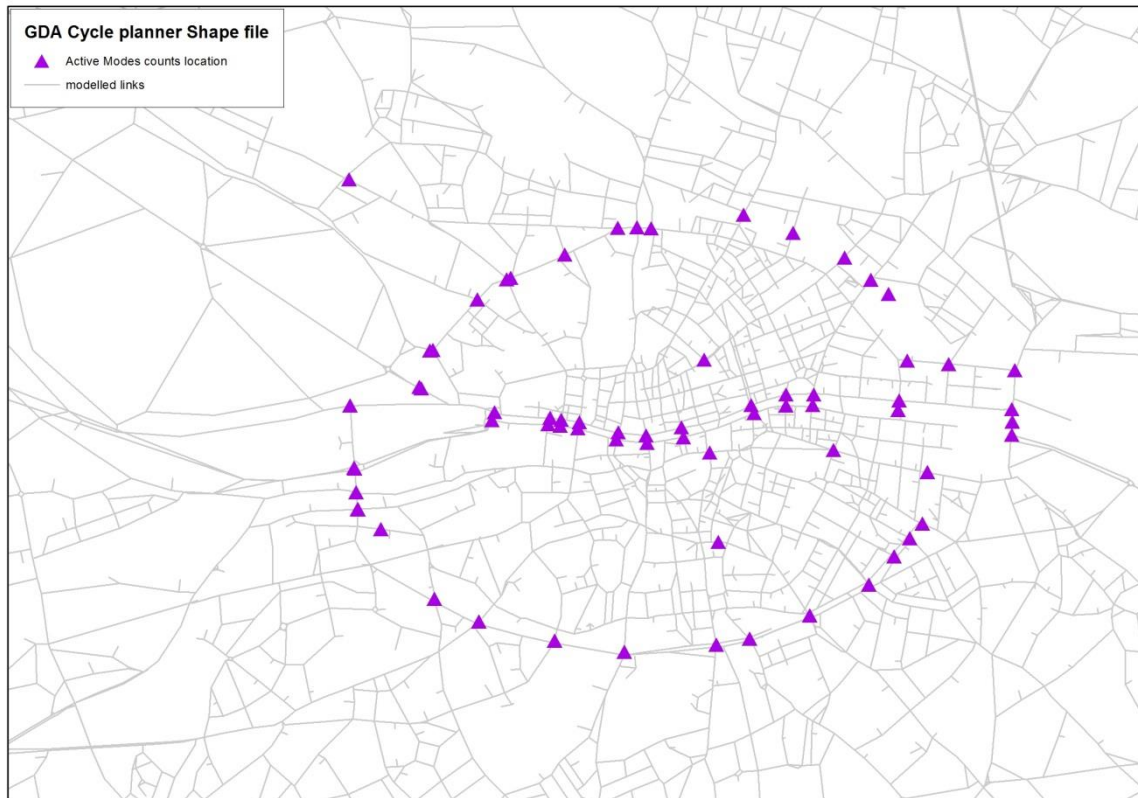 GDA Cycle planner Shape file
Active Modes counts location
modelled links